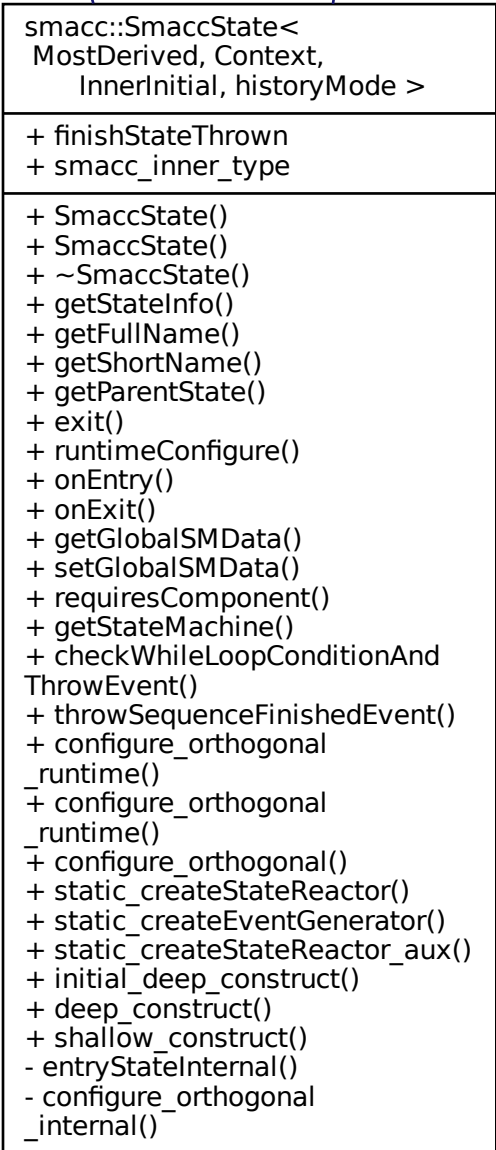 smacc::SmaccState<
MostDerived, Context,
InnerInitial, historyMode >
+ finishStateThrown
+ smacc_inner_type
+ SmaccState()
+ SmaccState()
+ ~SmaccState()
+ getStateInfo()
+ getFullName()
+ getShortName()
+ getParentState()
+ exit()
+ runtimeConfigure()
+ onEntry()
+ onExit()
+ getGlobalSMData()
+ setGlobalSMData()
+ requiresComponent()
+ getStateMachine()
+ checkWhileLoopConditionAnd
ThrowEvent()
+ throwSequenceFinishedEvent()
+ configure_orthogonal
_runtime()
+ configure_orthogonal
_runtime()
+ configure_orthogonal()
+ static_createStateReactor()
+ static_createEventGenerator()
+ static_createStateReactor_aux()
+ initial_deep_construct()
+ deep_construct()
+ shallow_construct()
- entryStateInternal()
- configure_orthogonal
_internal()